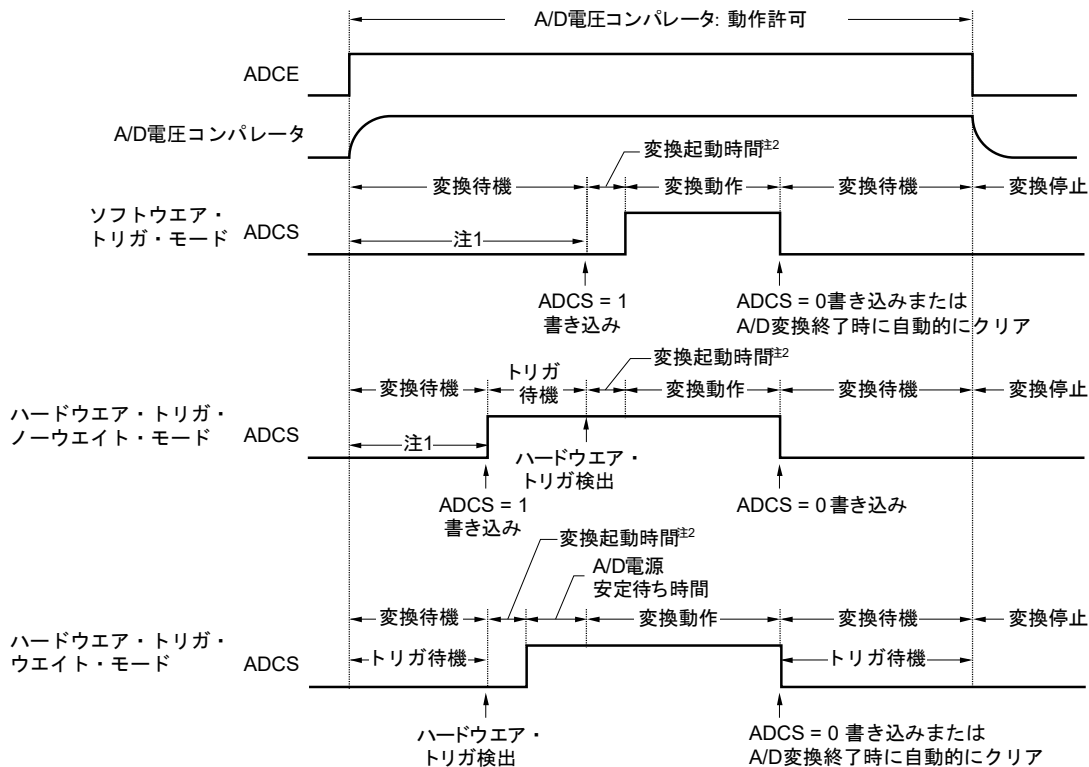 A/D電圧コンパレータ: 動作許可
ADCE
A/D電圧コンパレータ
変換起動時間注2
変換待機
変換動作
変換待機
変換停止
ソフトウエア・
トリガ・モード
ADCS
注1
ADCS = 1
書き込み
ADCS = 0書き込みまたは
A/D変換終了時に自動的にクリア
変換起動時間注2
変換待機
トリガ
待機
変換動作
変換待機
変換停止
ハードウエア・トリガ・
ノーウエイト・モード
ADCS
注1
ハードウエア・
トリガ検出
ADCS = 1
書き込み
ADCS = 0 書き込み
変換起動時間注2
A/D電源
安定待ち時間
変換待機
変換動作
変換待機
変換停止
ハードウエア・トリガ・
ウエイト・モード
ADCS
トリガ待機
トリガ待機
ハードウエア・
トリガ検出
ADCS = 0 書き込みまたは
A/D変換終了時に自動的にクリア